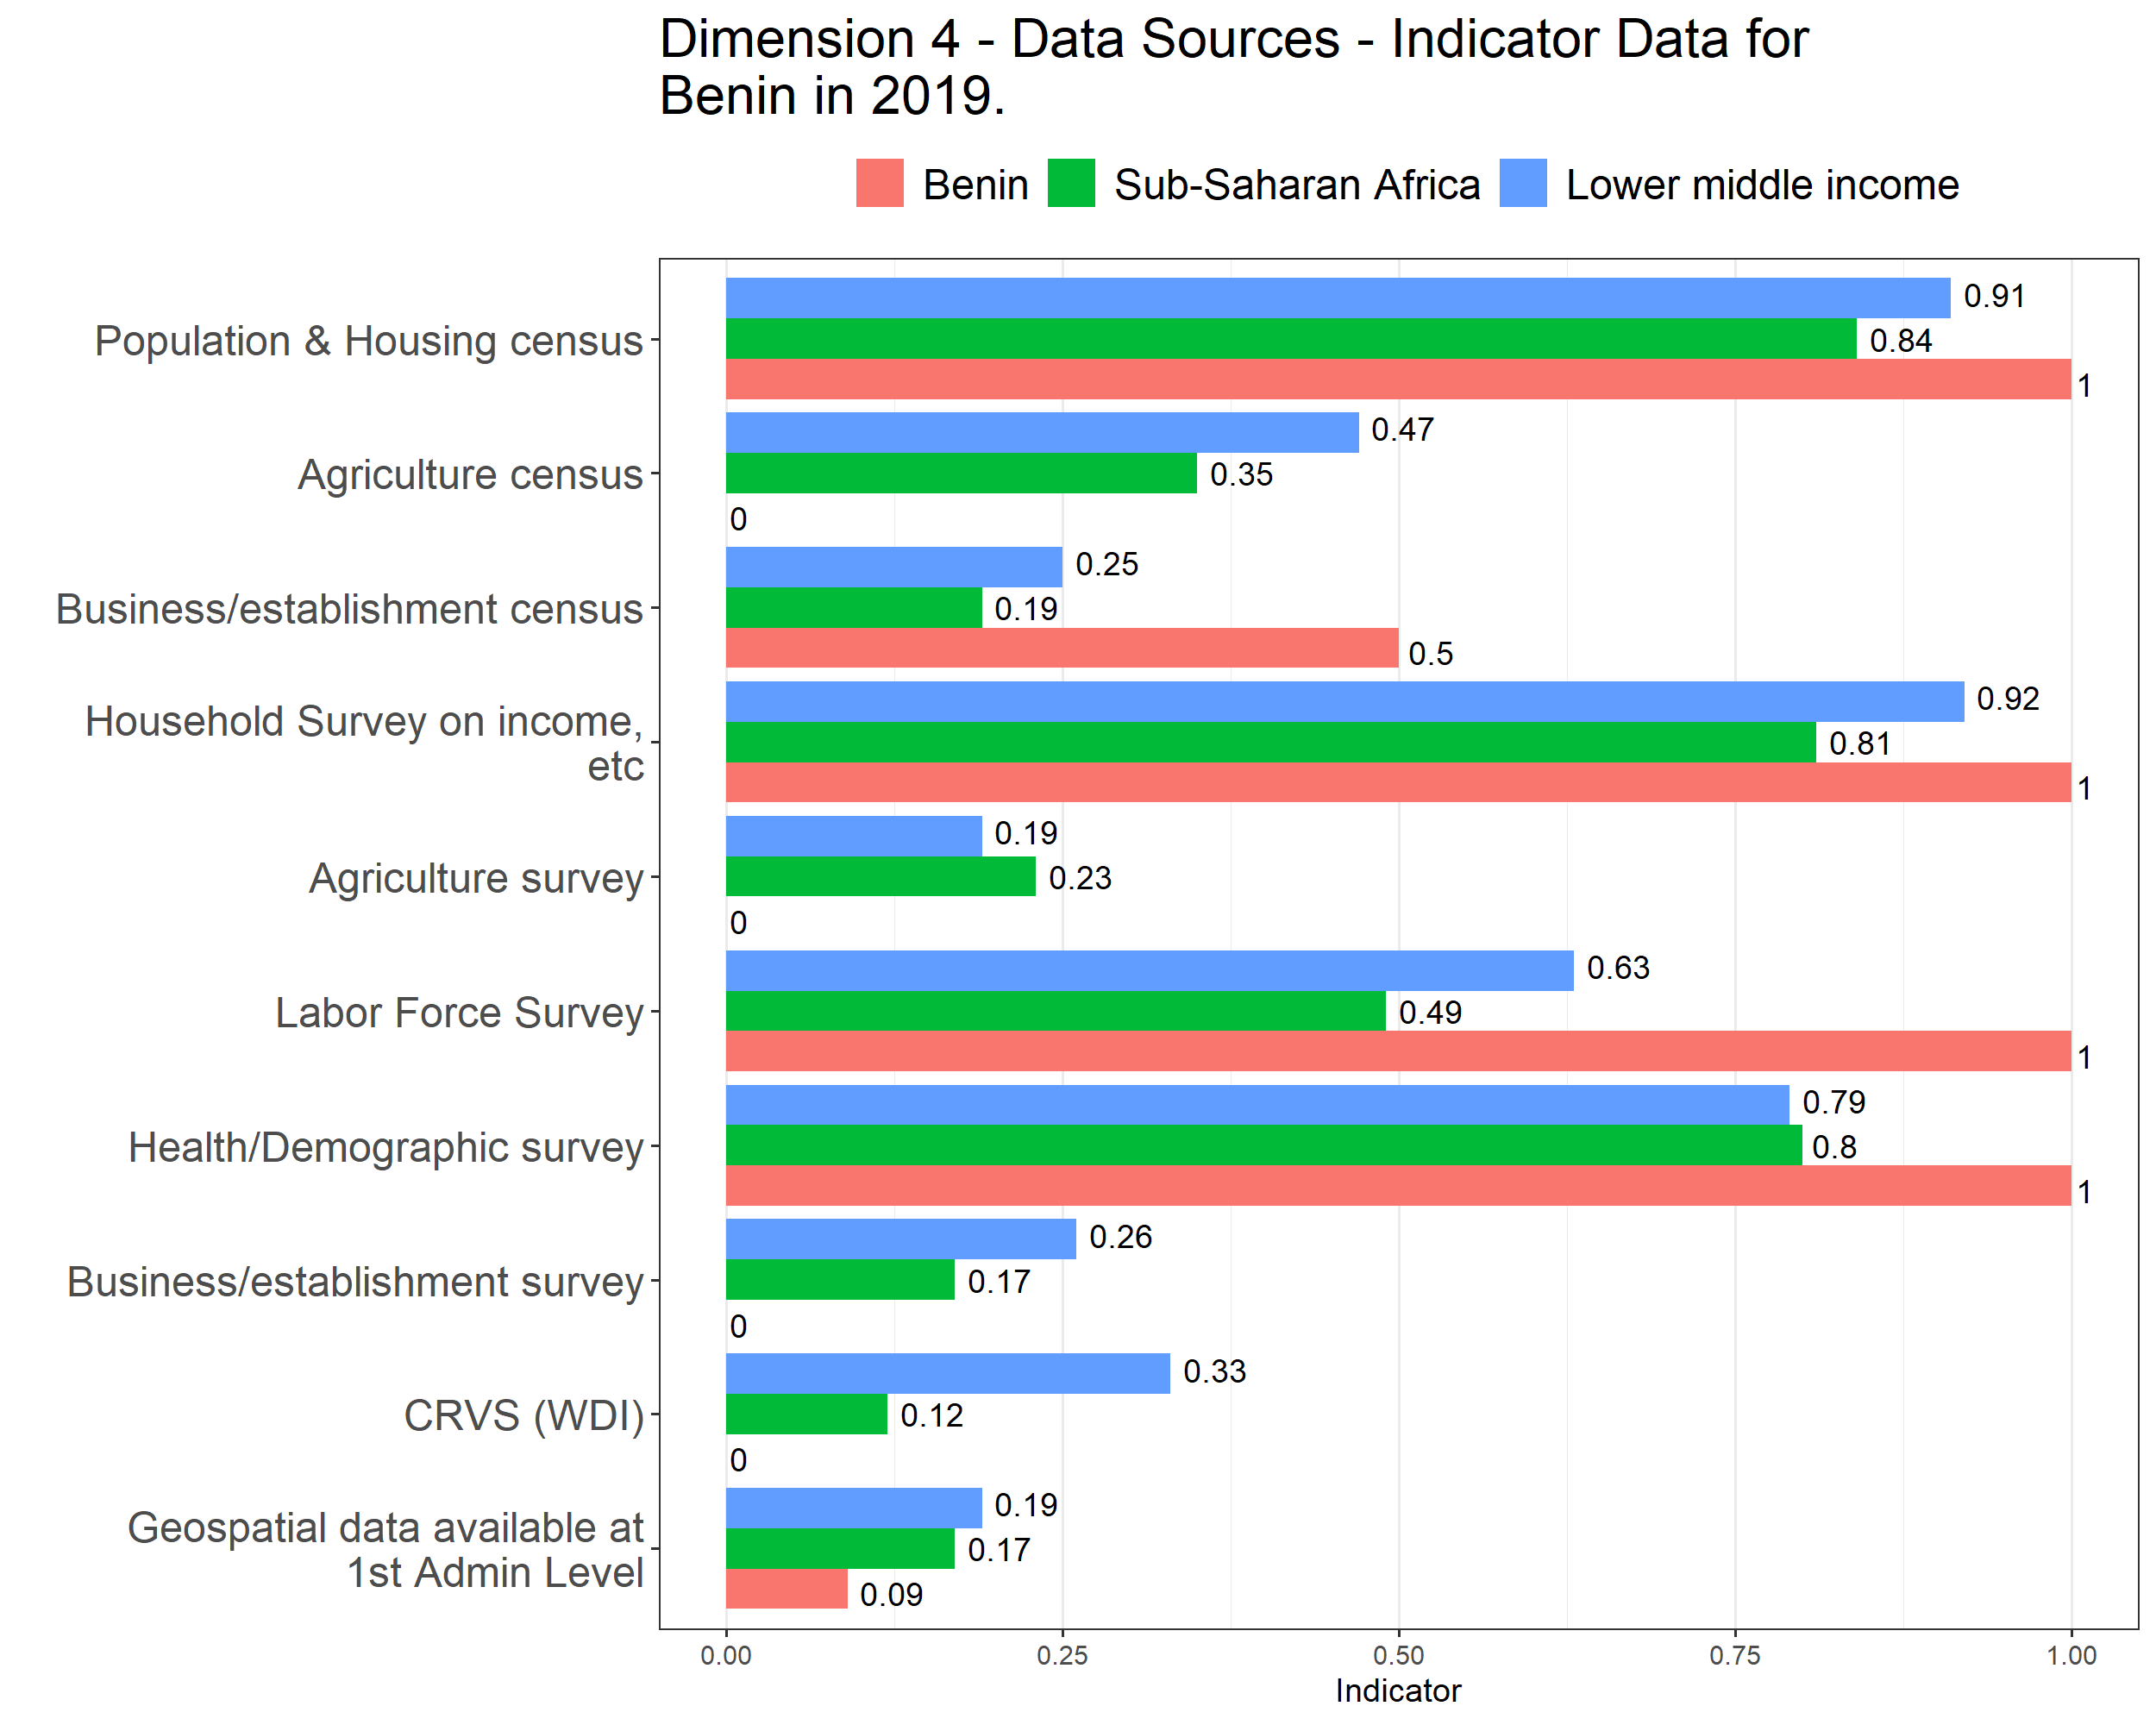 Dimension 4 - Data Sources - Indicator Data for
Benin in 2019.
Benin Sub-Saharan Africa Lower middle income
Population & Housing census
0.91
0.84
1
Agriculture census
0.47
0.35
0
Business/establishment census
0.25
0.19
0.5
Household Survey on income,
etc
0.92
0.81
1
Agriculture survey
0.19
0.23
0
Labor Force Survey
0.63
0.49
1
Health/Demographic survey
0.79
0.8
1
Business/establishment survey
0.26
0.17
0
CRVS (WDI)
0.33
0.12
0
Geospatial data available at
1st Admin Level
0.19
0.17
0.09
0.00 0.25 0.50 0.75 1.00
Indicator